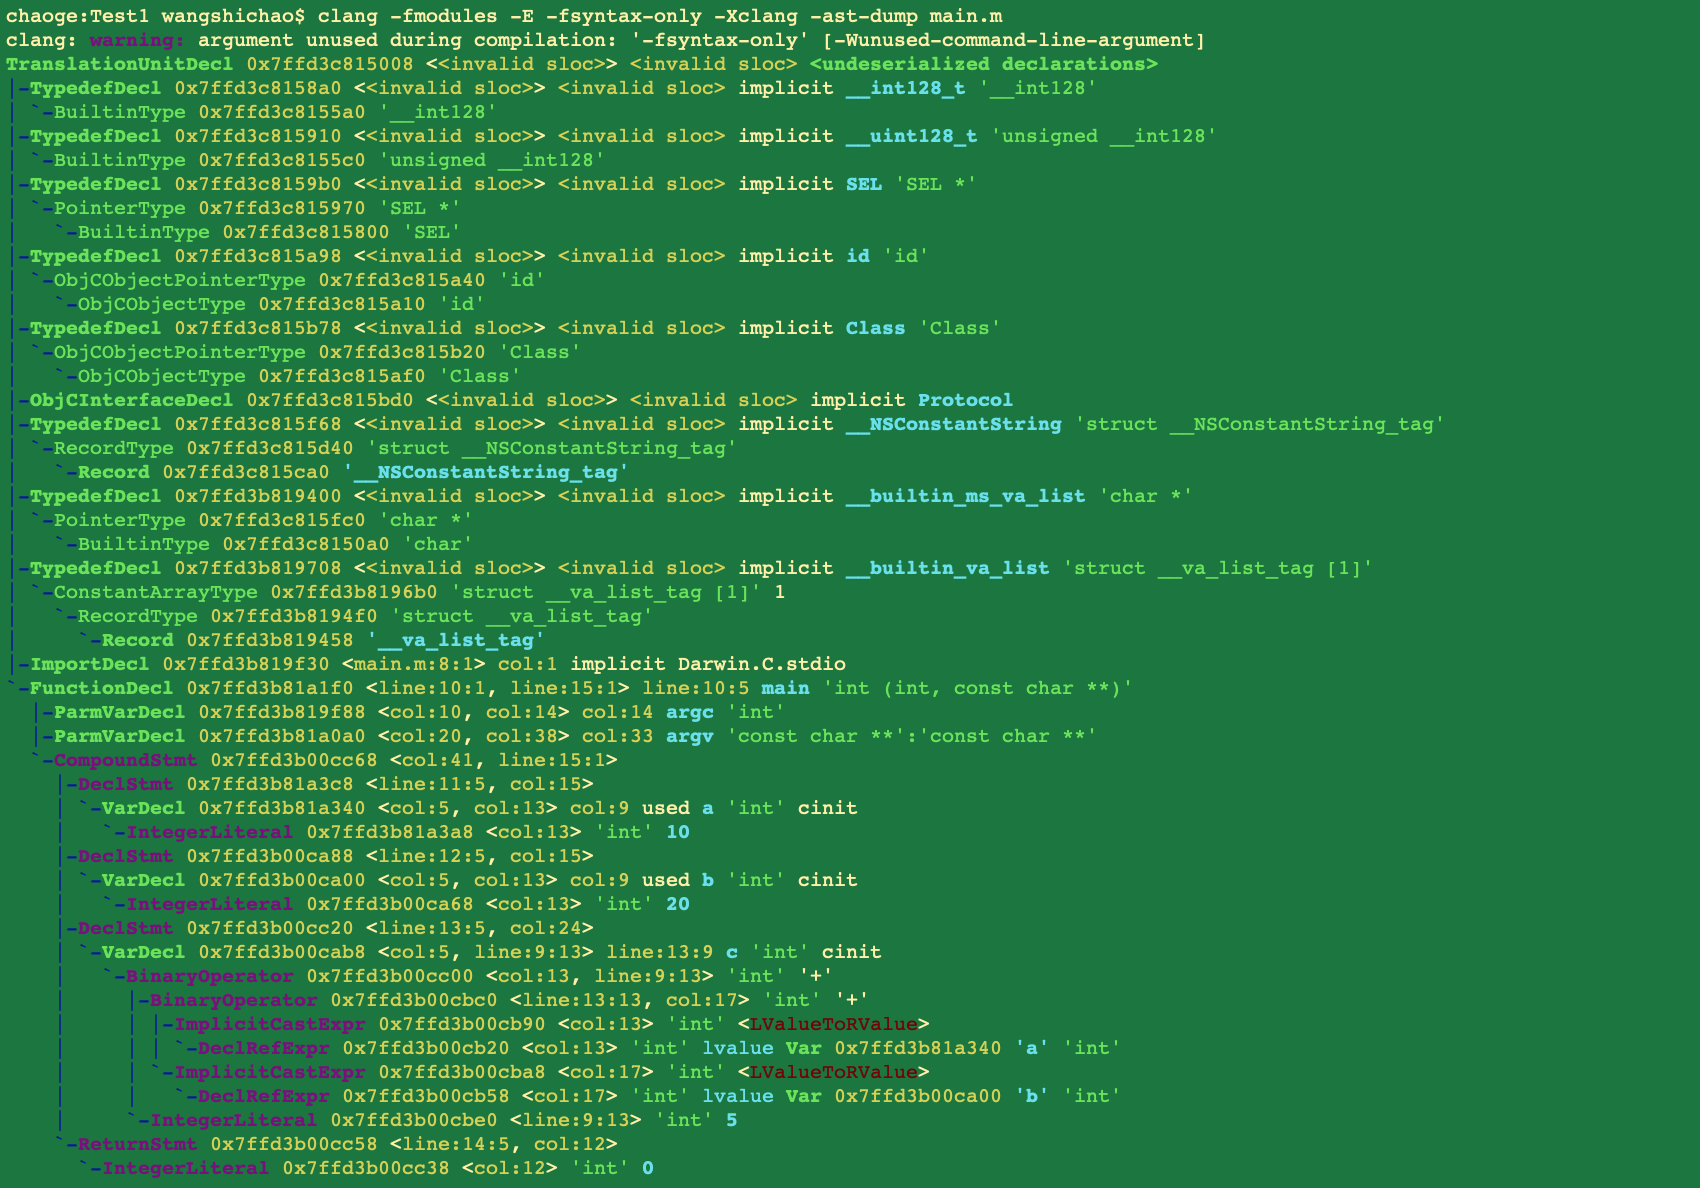 chaoge:Test1 wangshichao$ clang -fmodules -E -fsyntax-only -Xclang -ast-dump main.m
clang: warning: argument unused during compilation: '-fsyntax-only' [-Wunused-command-line-argument]
TranslationUnitDecl 0x7ffd3c815008 <<invalid sloc>> <invalid sloc> <undeserialized declarations>
|-TypedefDecl 0x7ffd3c8158a0 <<invalid sloc>> <invalid sloc> implicit __int128_t '__int128'
| `-BuiltinType 0x7ffd3c8155a0 '__int128'
|-TypedefDecl 0x7ffd3c815910 <<invalid sloc>> <invalid sloc> implicit __uint128_t 'unsigned __int128'
| `-BuiltinType 0x7ffd3c8155c0 'unsigned __int128'
|-TypedefDecl 0x7ffd3c8159b0 <<invalid sloc>> <invalid sloc> implicit SEL 'SEL *'
| `-PointerType 0x7ffd3c815970 'SEL *'
|   `-BuiltinType 0x7ffd3c815800 'SEL'
|-TypedefDecl 0x7ffd3c815a98 <<invalid sloc>> <invalid sloc> implicit id 'id'
| `-ObjCObjectPointerType 0x7ffd3c815a40 'id'
|   `-ObjCObjectType 0x7ffd3c815a10 'id'
|-TypedefDecl 0x7ffd3c815b78 <<invalid sloc>> <invalid sloc> implicit Class 'Class'
| `-ObjCObjectPointerType 0x7ffd3c815b20 'Class'
|   `-ObjCObjectType 0x7ffd3c815af0 'Class'
|-ObjCInterfaceDecl 0x7ffd3c815bd0 <<invalid sloc>> <invalid sloc> implicit Protocol
|-TypedefDecl 0x7ffd3c815f68 <<invalid sloc>> <invalid sloc> implicit __NSConstantString 'struct __NSConstantString_tag'
| `-RecordType 0x7ffd3c815d40 'struct __NSConstantString_tag'
|   `-Record 0x7ffd3c815ca0 '__NSConstantString_tag'
|-TypedefDecl 0x7ffd3b819400 <<invalid sloc>> <invalid sloc> implicit __builtin_ms_va_list 'char *'
| `-PointerType 0x7ffd3c815fc0 'char *'
|   `-BuiltinType 0x7ffd3c8150a0 'char'
|-TypedefDecl 0x7ffd3b819708 <<invalid sloc>> <invalid sloc> implicit __builtin_va_list 'struct __va_list_tag [1]'
| `-ConstantArrayType 0x7ffd3b8196b0 'struct __va_list_tag [1]' 1
|   `-RecordType 0x7ffd3b8194f0 'struct __va_list_tag'
|     `-Record 0x7ffd3b819458 '__va_list_tag'
|-ImportDecl 0x7ffd3b819f30 <main.m:8:1> col:1 implicit Darwin.C.stdio
`-FunctionDecl 0x7ffd3b81a1f0 <line:10:1, line:15:1> line:10:5 main 'int (int, const char **)'
  |-ParmVarDecl 0x7ffd3b819f88 <col:10, col:14> col:14 argc 'int'
  |-ParmVarDecl 0x7ffd3b81a0a0 <col:20, col:38> col:33 argv 'const char **':'const char **'
  `-CompoundStmt 0x7ffd3b00cc68 <col:41, line:15:1>
    |-DeclStmt 0x7ffd3b81a3c8 <line:11:5, col:15>
    | `-VarDecl 0x7ffd3b81a340 <col:5, col:13> col:9 used a 'int' cinit
    |   `-IntegerLiteral 0x7ffd3b81a3a8 <col:13> 'int' 10
    |-DeclStmt 0x7ffd3b00ca88 <line:12:5, col:15>
    | `-VarDecl 0x7ffd3b00ca00 <col:5, col:13> col:9 used b 'int' cinit
    |   `-IntegerLiteral 0x7ffd3b00ca68 <col:13> 'int' 20
    |-DeclStmt 0x7ffd3b00cc20 <line:13:5, col:24>
    | `-VarDecl 0x7ffd3b00cab8 <col:5, line:9:13> line:13:9 c 'int' cinit
    |   `-BinaryOperator 0x7ffd3b00cc00 <col:13, line:9:13> 'int' '+'
    |     |-BinaryOperator 0x7ffd3b00cbc0 <line:13:13, col:17> 'int' '+'
    |     | |-ImplicitCastExpr 0x7ffd3b00cb90 <col:13> 'int' <LValueToRValue>
    |     | | `-DeclRefExpr 0x7ffd3b00cb20 <col:13> 'int' lvalue Var 0x7ffd3b81a340 'a' 'int'
    |     | `-ImplicitCastExpr 0x7ffd3b00cba8 <col:17> 'int' <LValueToRValue>
    |     |   `-DeclRefExpr 0x7ffd3b00cb58 <col:17> 'int' lvalue Var 0x7ffd3b00ca00 'b' 'int'
    |     `-IntegerLiteral 0x7ffd3b00cbe0 <line:9:13> 'int' 5
    `-ReturnStmt 0x7ffd3b00cc58 <line:14:5, col:12>
      `-IntegerLiteral 0x7ffd3b00cc38 <col:12> 'int' 0